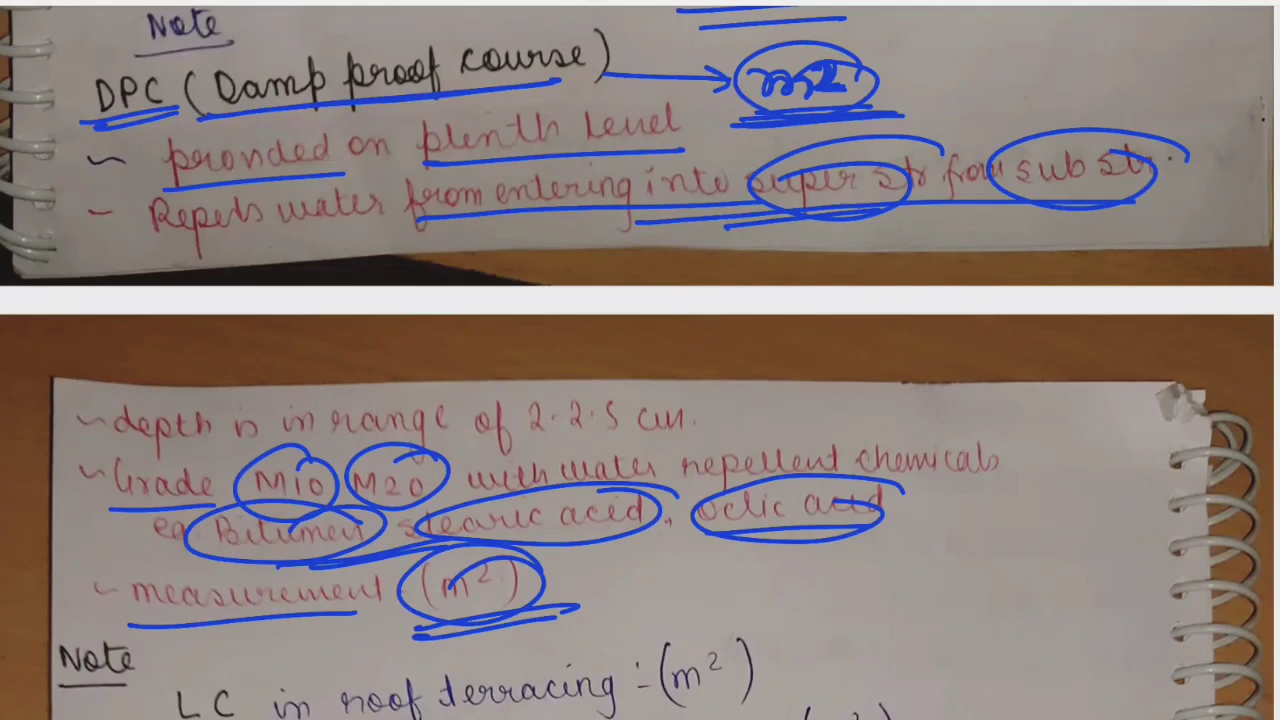 Note
DPC (Damp proof course) → m2
~ provided on plenth level
- Repels water from entering into super str from sub str.
~ depth is in range of 2-2.5 cm.
~ Grade M10 M20 with water repellent chemicals
eg Bitumen stearic acid, oclic acid
~ measurement (m²)
Note
LC in roof terracing :- (m²)